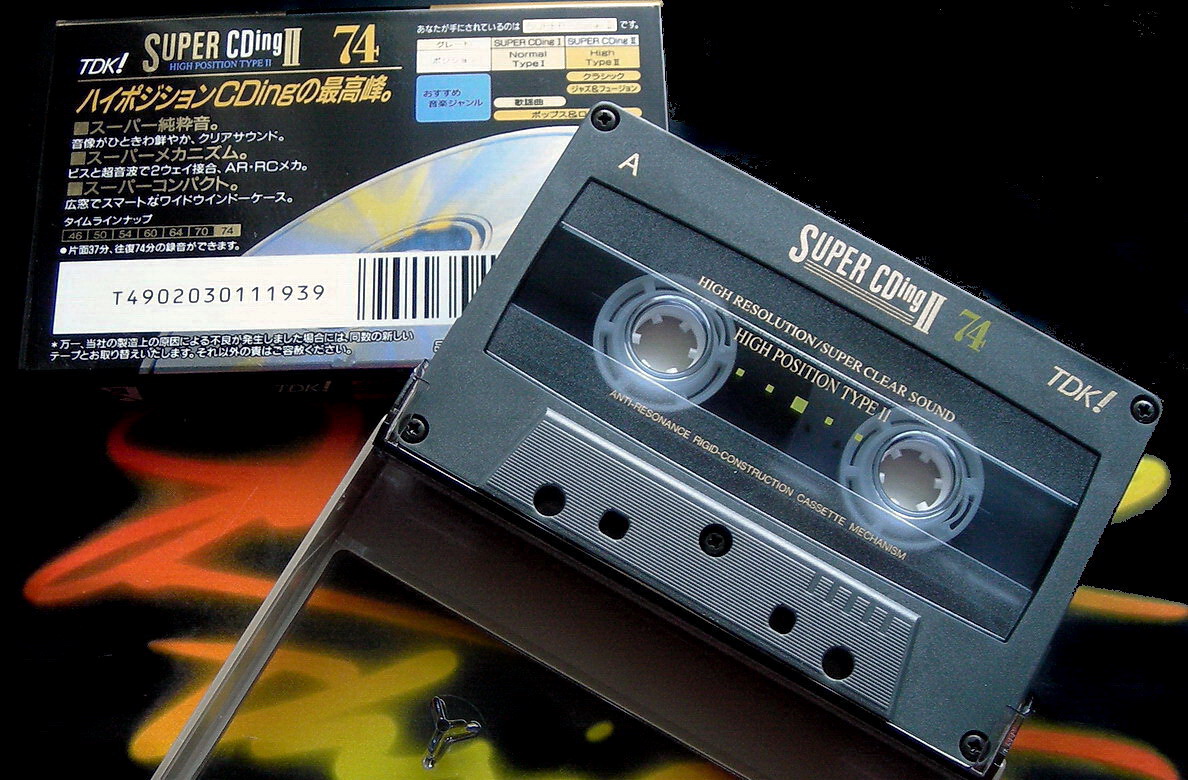 TDK!
SUPER CDing II
74
HIGH POSITION TYPE II
ハイポジションCDingの最高峰。
■スーパー純粋音。
音像がひときわ鮮やか、クリアサウンド。
■スーパーメカニズム。
ビスと超音波で2ウェイ接合、AR・RCメカ。
■スーパーコンパクト。
広窓でスマートなワイドウインドーケース。
タイムラインナップ
46 50 54 60 64 70 74
●片面37分、往復74分の録音ができます。
あなたが手にされているのは
です。
グレード
SUPER CDing I
SUPER CDing II
ポジション
Normal Type I
High Type II
おすすめ
音楽ジャンル
クラシック
ジャズ&フュージョン
歌謡曲
ポップス&ロ
T4902030111939
*万一、当社の製造上の原因による不良が発生しました場合には、同数の新しい
テープとお取り替えいたします。それ以外の責はご容赦ください。
TDK!
A
SUPER CDing II
74
TDK!
HIGH RESOLUTION/SUPER CLEAR SOUND
HIGH POSITION TYPE II
ANTI-RESONANCE RIGID-CONSTRUCTION CASSETTE MECHANISM